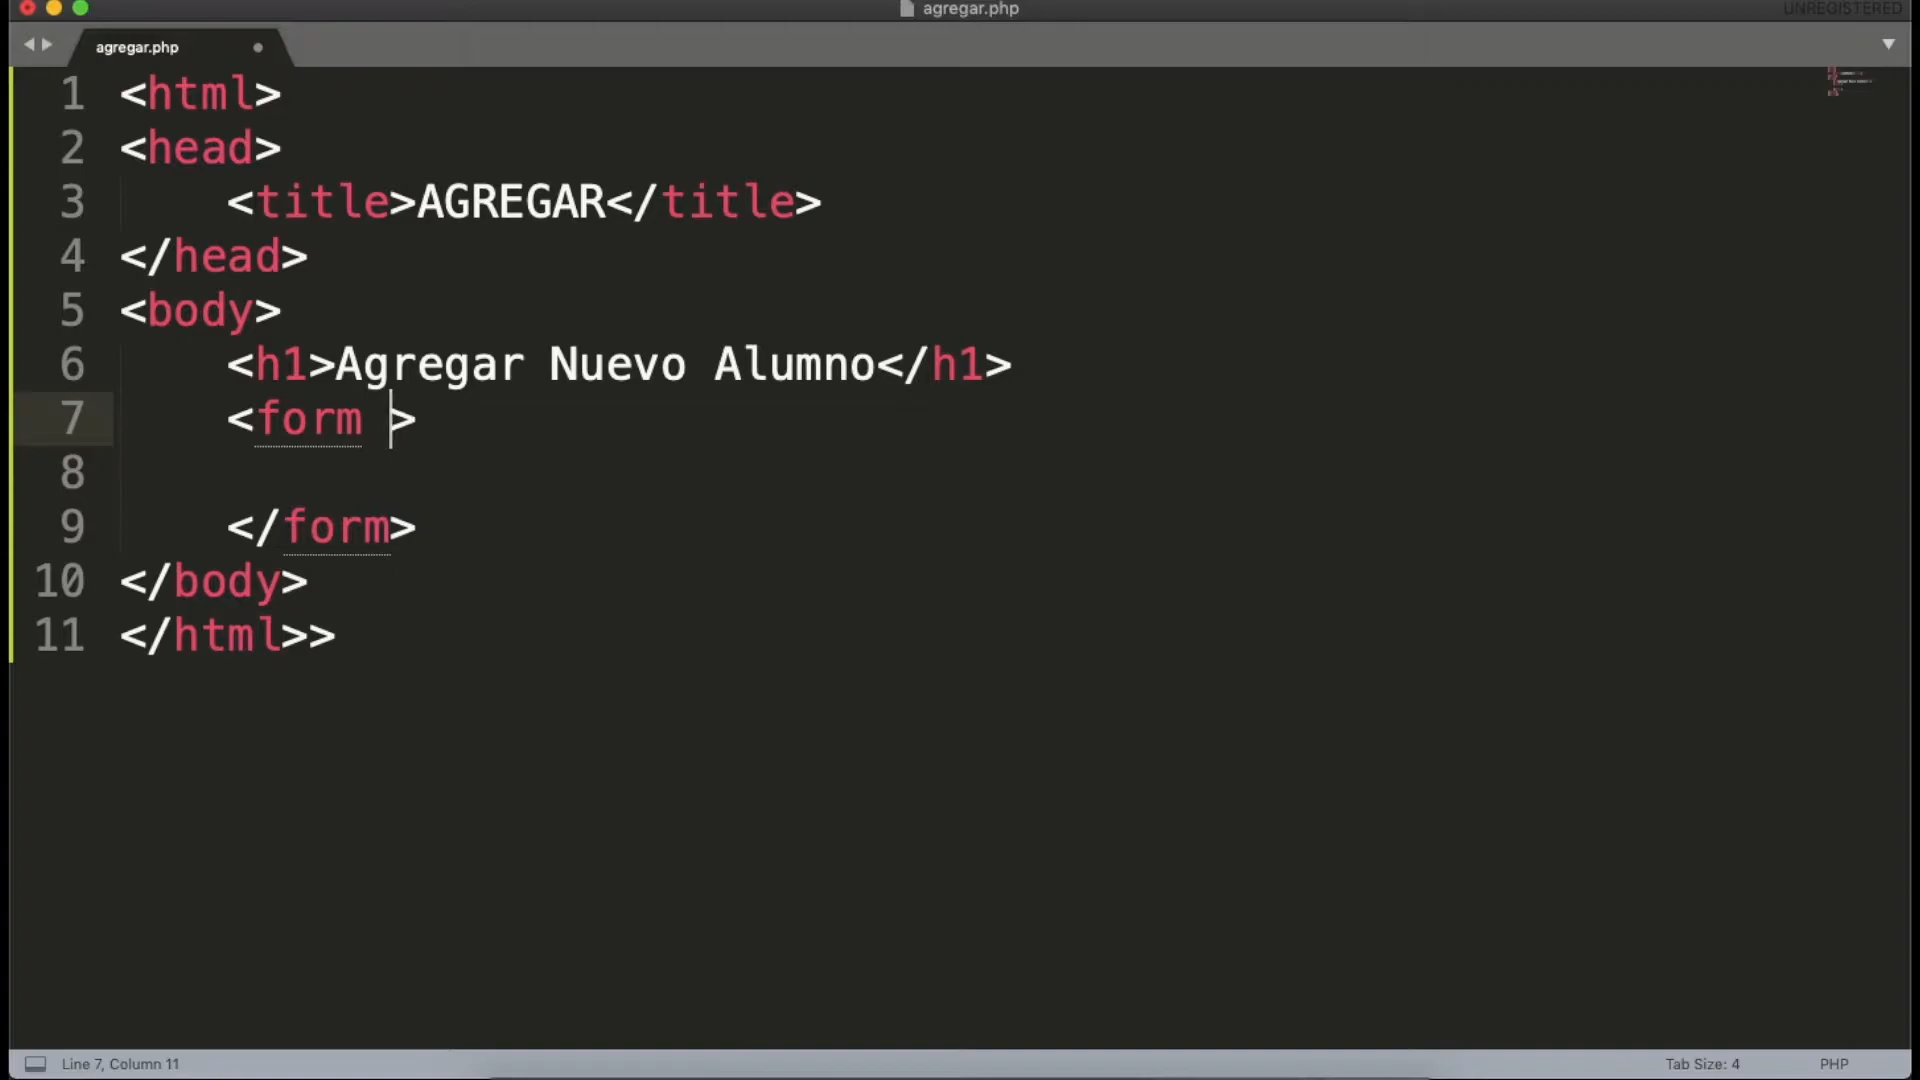 agregar.php
UNREGISTERED
agregar.php
1 <html>
2 <head>
3     <title>AGREGAR</title>
4 </head>
5 <body>
6     <h1>Agregar Nuevo Alumno</h1>
7     <form >
8
9     </form>
10 </body>
11 </html>>
Line 7, Column 11
Tab Size: 4
PHP